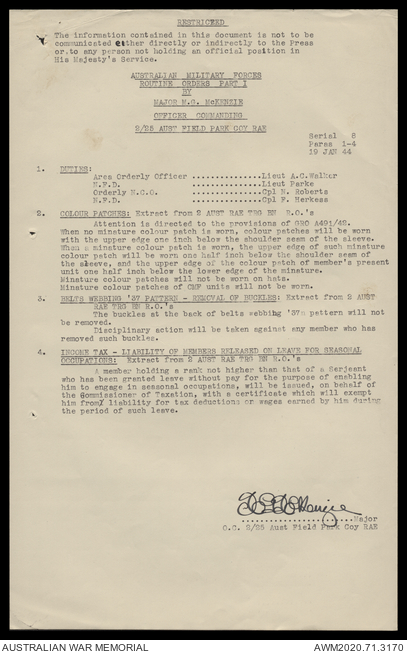 RESTRICEED
The information contained in this document is not to be
communicated either directly or indirectly to the Press
or to any person not holding an official position in
His Majesty's Service.
AUSTRALIAN MILITARY FORCES
ROUTINE ORDERS PART I
BY
MAJOR M.G. McKENZIE
OFFICER COMMANDING
2/25 AUST FIELD PARK COY RAE
Serial 8
Paras 1-4
19 JAN 44
1. DUTIES:
Area Orderly Officer ..............Lieut A.C.Walker
N.F.D. ..............Lieut Parke
Orderly N.C.O. ..............Cpl N. Roberts
N.F.D. ..............Cpl F. Herkess
2. COLOUR PATCHES: Extract from 2 AUST RAE TRG BN R.O.'s
Attention is directed to the provisions of GRO A491/42.
When no minature colour patch is worn, colour patches will be worn
with the upper edge one inch below the shoulder seam of the sleeve.
When a minature colour patch is worn, the upper edge of such minature
colour patch will be worn one half inch below the shoulder seam of
the sleeve, and the upper edge of the colour patch of member's present
unit one half inch below the lower edge of the minature.
Minature colour patches will not be worn on hats.
Minature colour patches of CMF units will not be worn.
3. BELTS WEBBING '37 PATTERN - REMOVAL OF BUCKLES: Extract from 2 AUST
RAE TRG BN R.O.'s
The buckles at the back of belts webbing '37 pattern will not
be removed.
Disciplinary action will be taken against any member who has
removed such buckles.
4. INCOME TAX - LIABILITY OF MEMBERS RELEASED ON LEAVE FOR SEASONAL
OCCUPATIONS: Extract from 2 AUST RAE TRG BN R.O.'s
A member holding a rank not higher than that of a Serjeant
who has been granted leave without pay for the purpose of enabling
him to engage in seasonal occupations, will be issued, on behalf of
the Commissioner of Taxation, with a certificate which will exempt
him from liability for tax deductions on wages earned by him during
the period of such leave.
......................Major
O.C. 2/25 Aust Field Park Coy RAE
AUSTRALIAN WAR MEMORIAL
AWM2020.71.3170